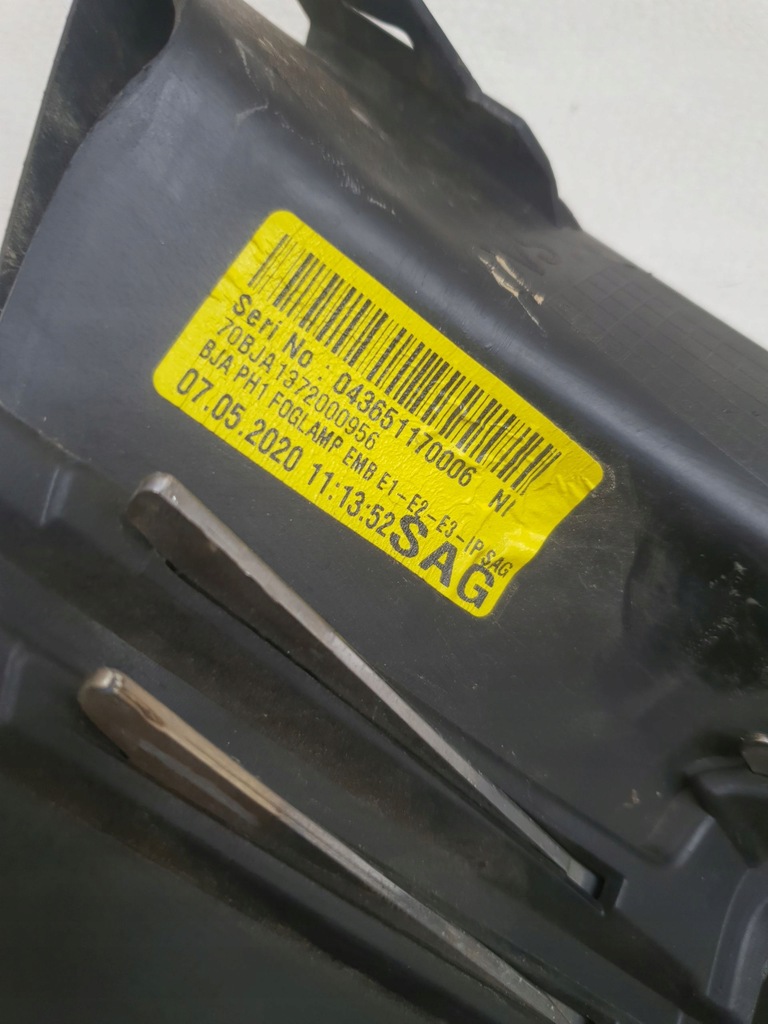 Seri No : 043651170006 NI
70BJA1372000956
BJA PH1 FOGLAMP EMB E1-E2-E3-IP SAG
07.05.2020 11:13:52 SAG